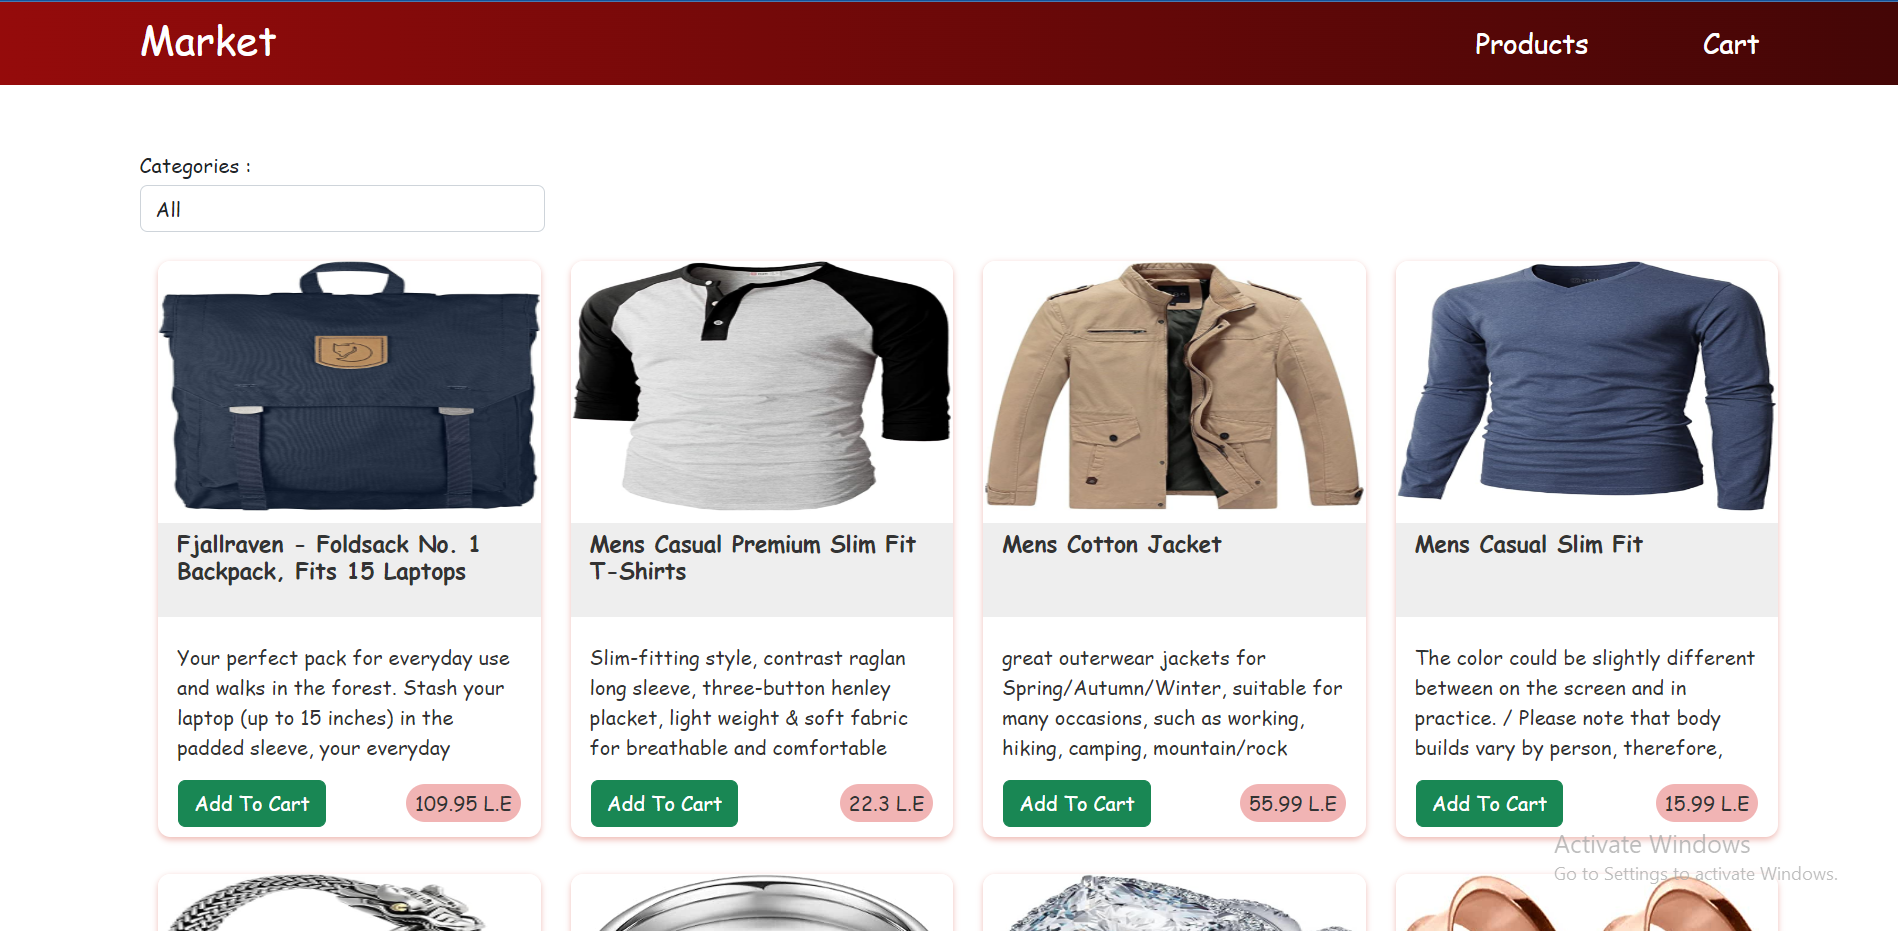 Market
Products
Cart
Categories :
All
Fjallraven - Foldsack No. 1
Backpack, Fits 15 Laptops
Your perfect pack for everyday use
and walks in the forest. Stash your
laptop (up to 15 inches) in the
padded sleeve, your everyday
Add To Cart
109.95 L.E
Mens Casual Premium Slim Fit
T-Shirts
Slim-fitting style, contrast raglan
long sleeve, three-button henley
placket, light weight & soft fabric
for breathable and comfortable
Add To Cart
22.3 L.E
Mens Cotton Jacket
great outerwear jackets for
Spring/Autumn/Winter, suitable for
many occasions, such as working,
hiking, camping, mountain/rock
Add To Cart
55.99 L.E
Mens Casual Slim Fit
The color could be slightly different
between on the screen and in
practice. / Please note that body
builds vary by person, therefore,
Add To Cart
15.99 L.E
Activate Windows
Go to Settings to activate Windows.